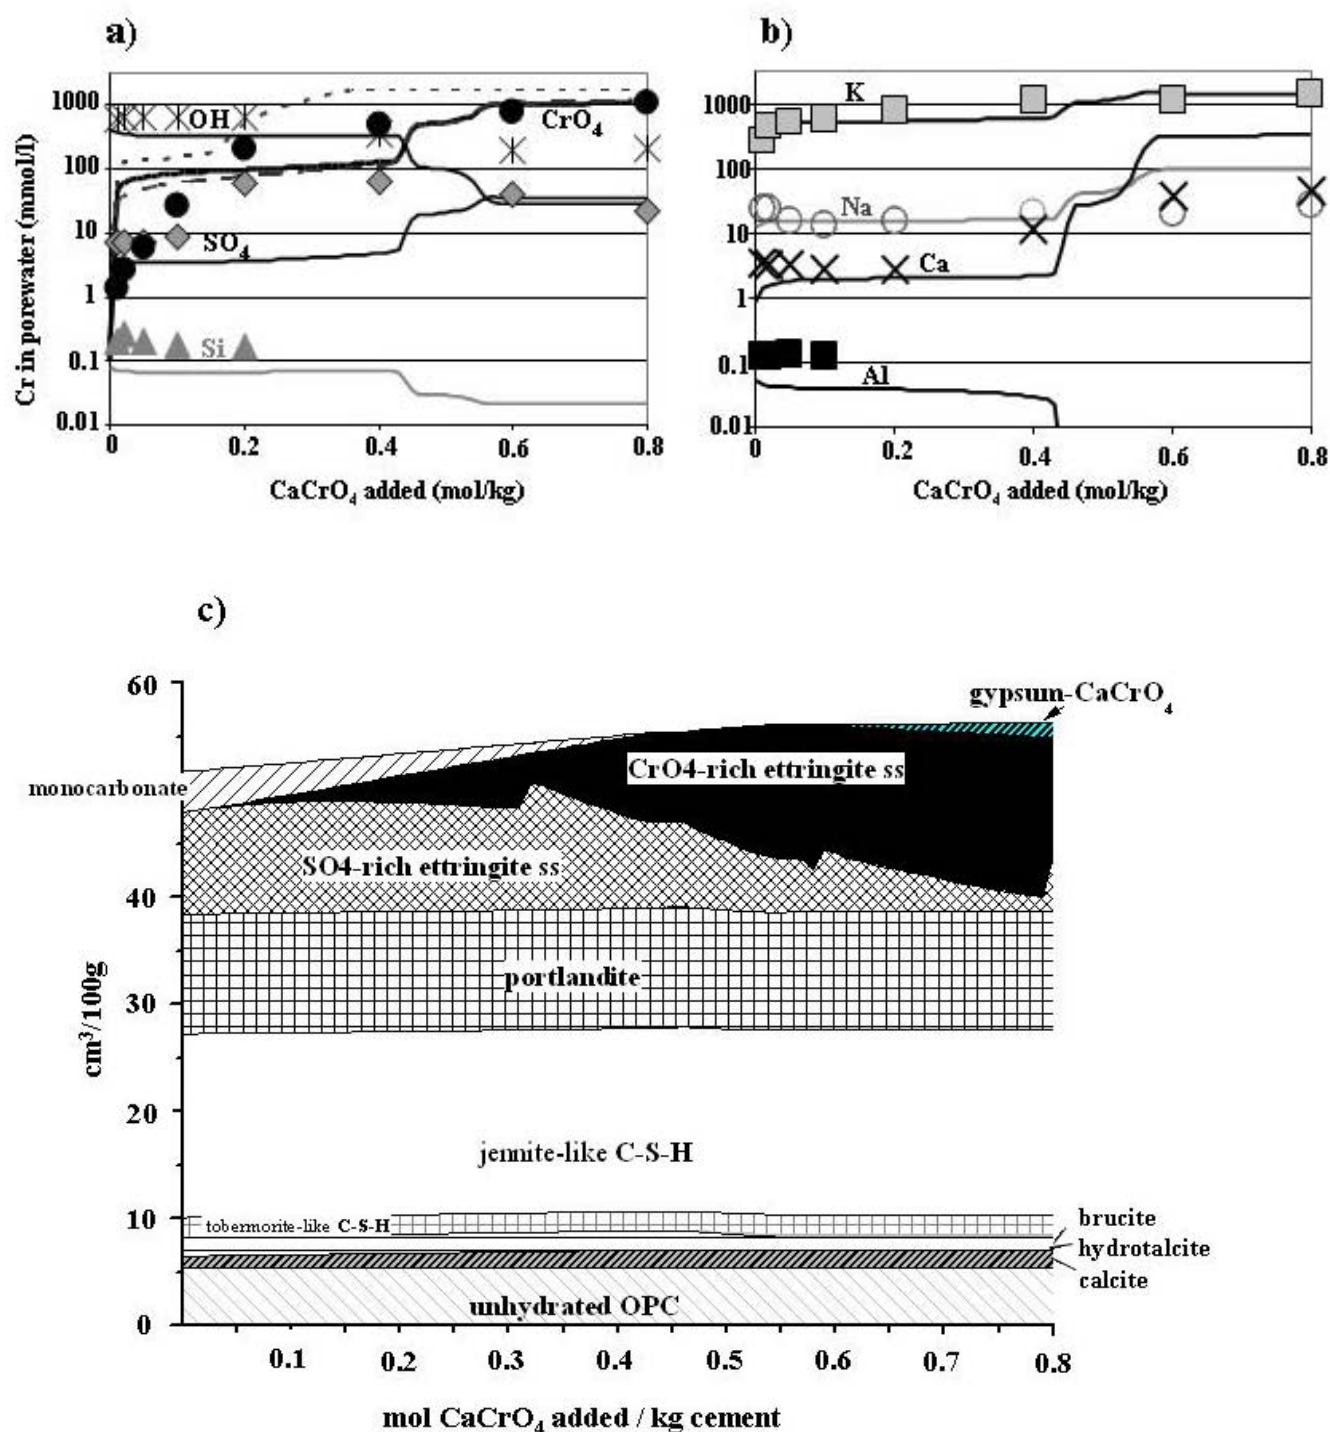 a)
b)
Cr in porewater (mmol/l)
1000
100
10
1
0.1
0.01
OH
CrO4
SO4
Si
0
0.2
0.4
0.6
0.8
CaCrO4 added (mol/kg)
1000
100
10
1
0.1
0.01
K
Na
Ca
Al
0
0.2
0.4
0.6
0.8
CaCrO4 added (mol/kg)
c)
cm3/100g
60
40
30
20
10
0
gypsum-CaCrO4
monocarbonate
CrO4-rich ettringite ss
SO4-rich ettringite ss
portlandite
jennite-like C-S-H
tobermorite-like C-S-H
brucite
hydrotalcite
calcite
unhydrated OPC
0.1
0.2
0.3
0.4
0.5
0.6
0.7
0.8
mol CaCrO4 added / kg cement